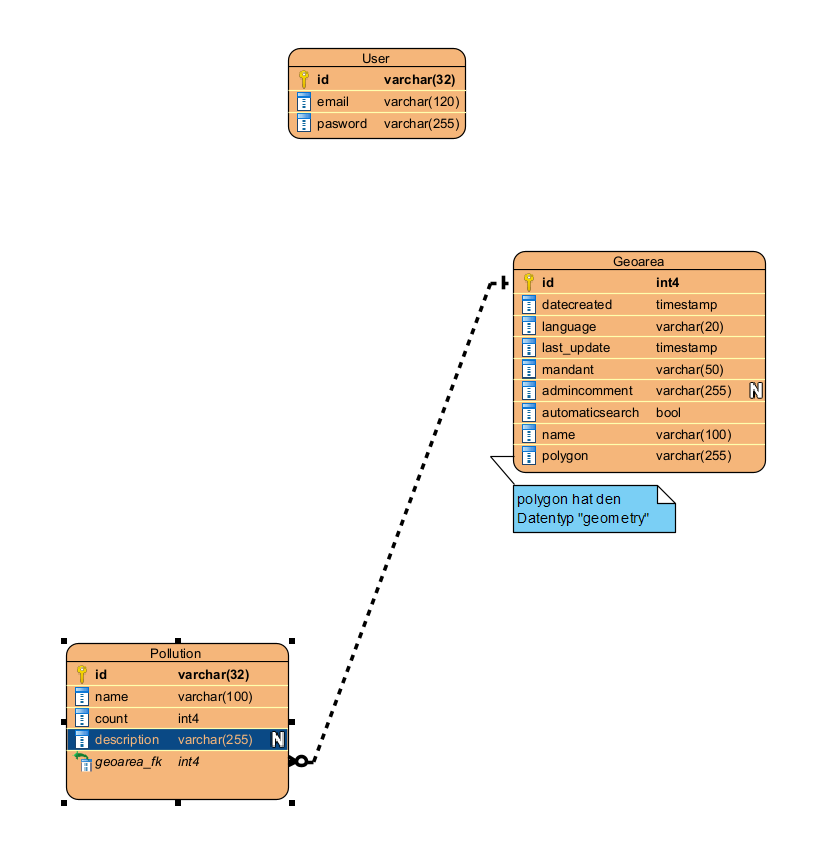 User
id varchar(32)
email varchar(120)
pasword varchar(255)
Geoarea
id int4
datecreated timestamp
language varchar(20)
last_update timestamp
mandant varchar(50)
admincomment varchar(255) N
automaticsearch bool
name varchar(100)
polygon varchar(255)
polygon hat den
Datentyp "geometry"
Pollution
id varchar(32)
name varchar(100)
count int4
description varchar(255) N
geoarea_fk int4